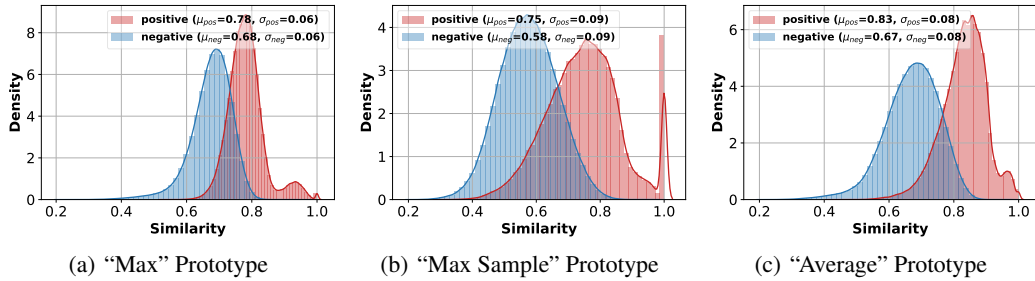 positive (μpos=0.78, σpos=0.06)
negative (μneg=0.68, σneg=0.06)
Density
8
6
4
2
0
0.2 0.4 0.6 0.8 1.0
Similarity
(a) “Max” Prototype
positive (μpos=0.75, σpos=0.09)
negative (μneg=0.58, σneg=0.09)
Density
4
3
2
1
0
0.2 0.4 0.6 0.8 1.0
Similarity
(b) “Max Sample” Prototype
positive (μpos=0.83, σpos=0.08)
negative (μneg=0.67, σneg=0.08)
Density
6
4
2
0
0.2 0.4 0.6 0.8 1.0
Similarity
(c) “Average” Prototype